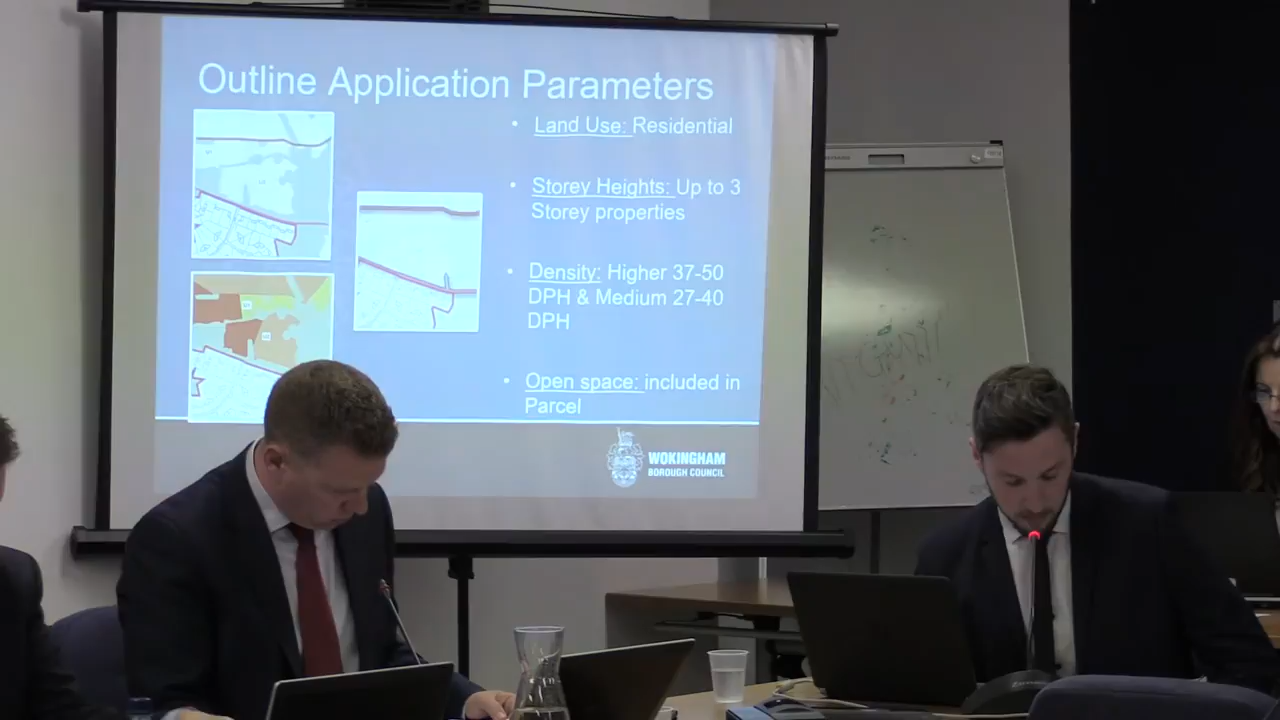 Outline Application Parameters
• Land Use: Residential
• Storey Heights: Up to 3
Storey properties
• Density: Higher 37-50
DPH & Medium 27-40
DPH
• Open space: included in
Parcel
WOKINGHAM
BOROUGH COUNCIL